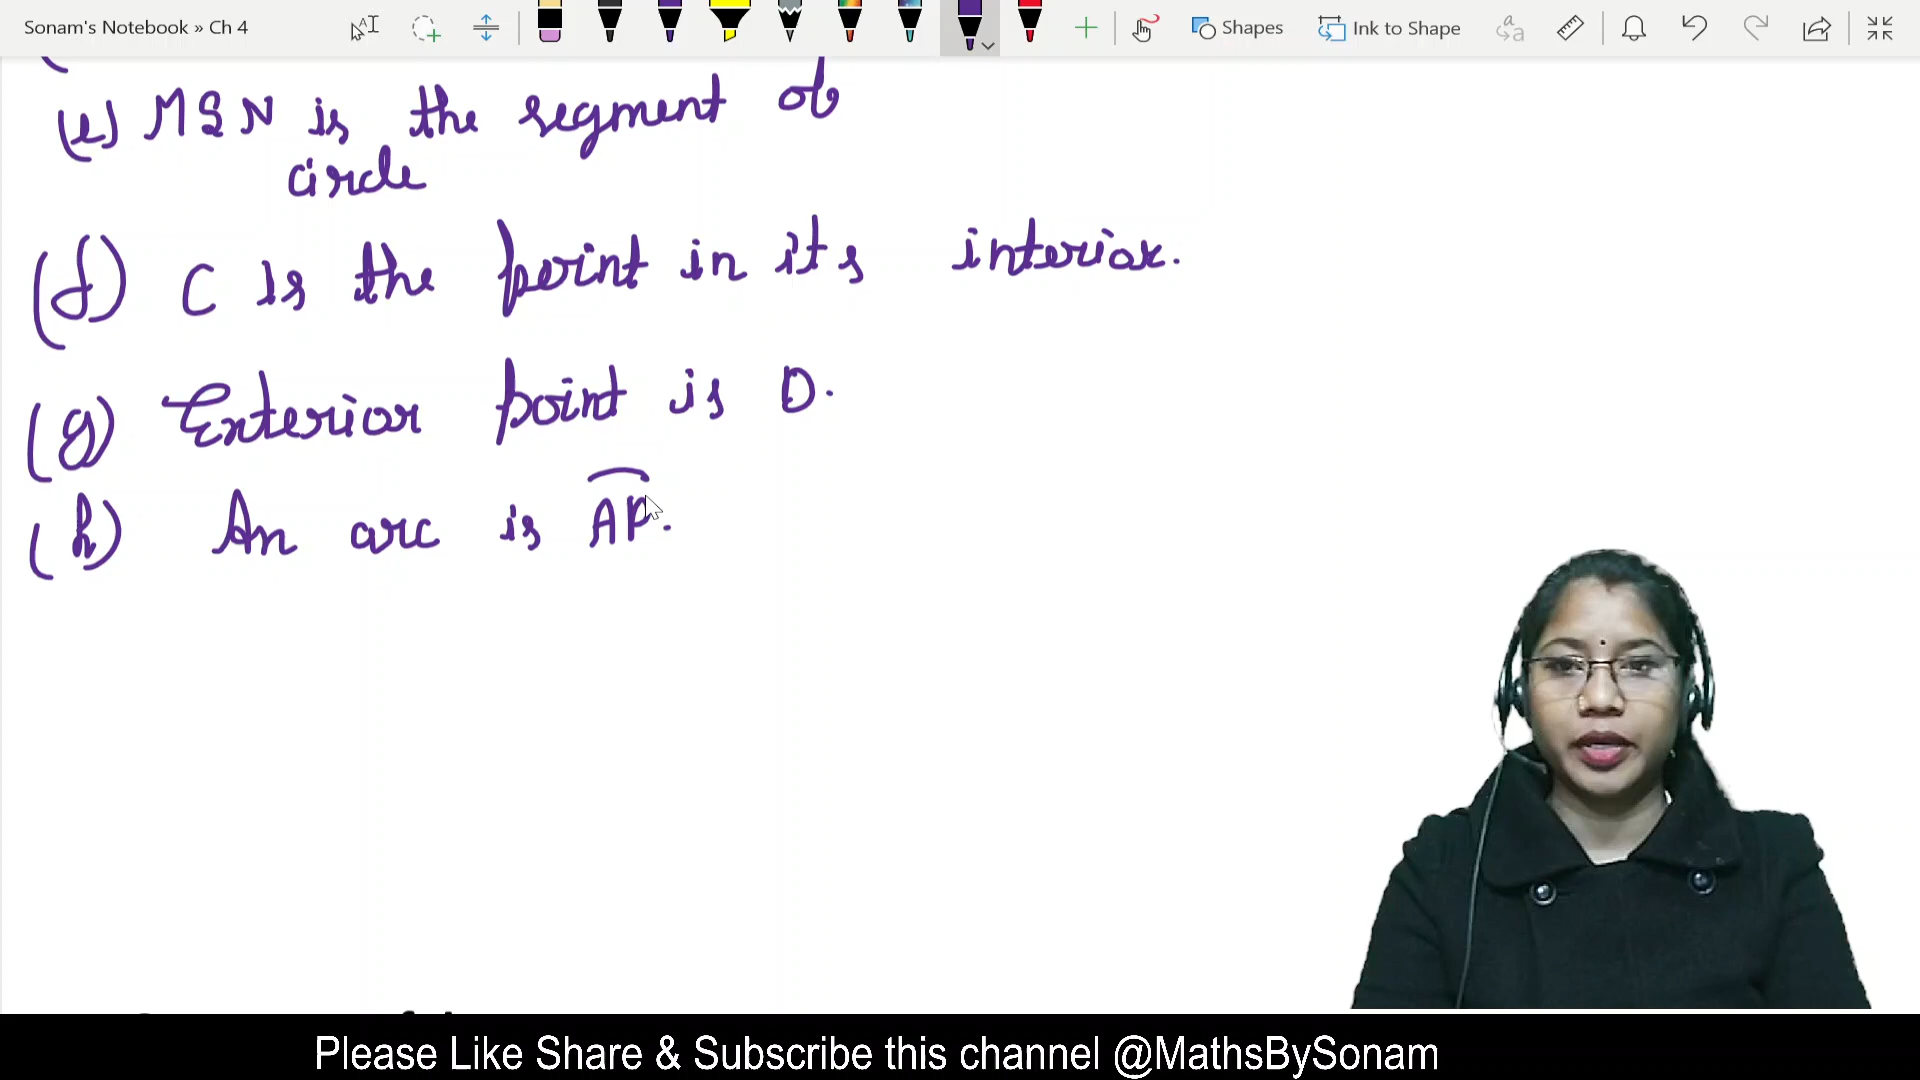 Sonam's Notebook » Ch 4
Shapes
Ink to Shape
(e) MSN is the segment of
circle
(f) C is the point in its interior.
(g) Exterior point is D.
(h) An arc is AP.
Please Like Share & Subscribe this channel @MathsBySonam